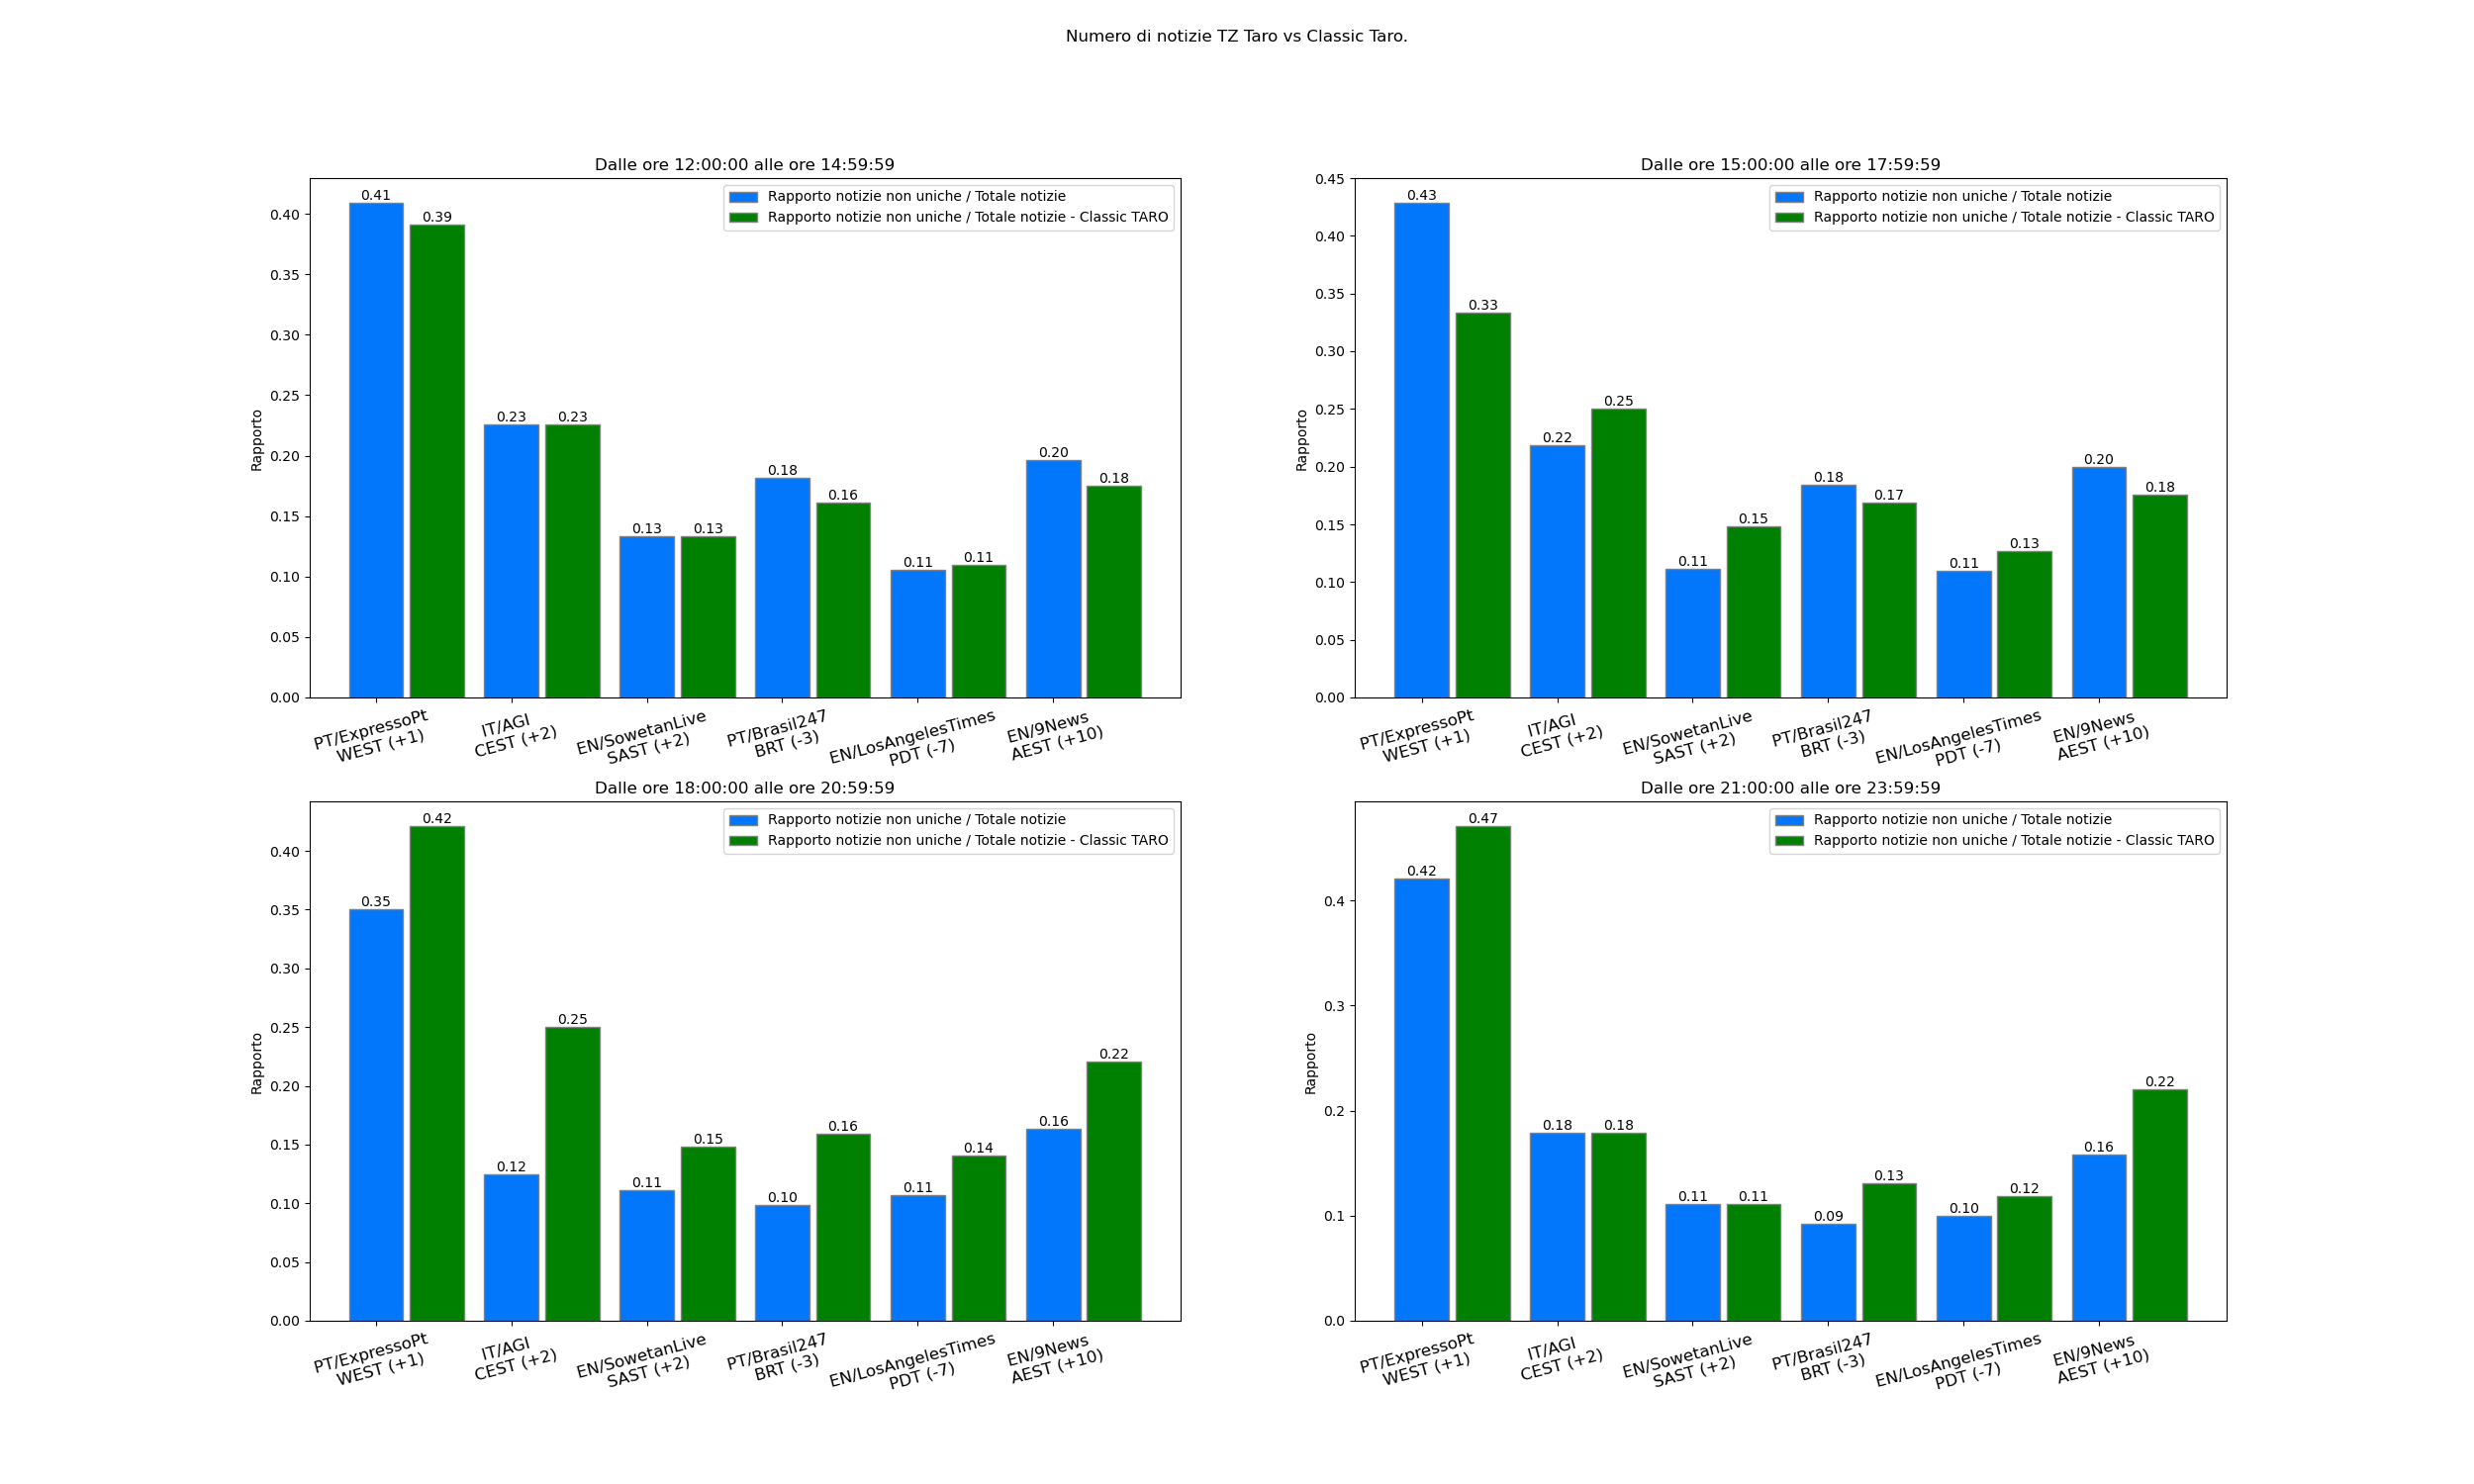 Numero di notizie TZ Taro vs Classic Taro.
Dalle ore 12:00:00 alle ore 14:59:59
Rapporto notizie non uniche / Totale notizie
Rapporto notizie non uniche / Totale notizie - Classic TARO
Rapporto
0.40
0.35
0.30
0.25
0.20
0.15
0.10
0.05
0.00
0.41
0.39
0.23
0.23
0.13
0.13
0.18
0.16
0.11
0.11
0.20
0.18
PT/ExpressoPt
WEST (+1)
IT/AGI
CEST (+2)
EN/SowetanLive
SAST (+2)
PT/Brasil247
BRT (-3)
EN/LosAngelesTimes
PDT (-7)
EN/9News
AEST (+10)
Dalle ore 15:00:00 alle ore 17:59:59
Rapporto notizie non uniche / Totale notizie
Rapporto notizie non uniche / Totale notizie - Classic TARO
Rapporto
0.45
0.40
0.35
0.30
0.25
0.20
0.15
0.10
0.05
0.00
0.43
0.33
0.22
0.25
0.11
0.15
0.18
0.17
0.11
0.13
0.20
0.18
PT/ExpressoPt
WEST (+1)
IT/AGI
CEST (+2)
EN/SowetanLive
SAST (+2)
PT/Brasil247
BRT (-3)
EN/LosAngelesTimes
PDT (-7)
EN/9News
AEST (+10)
Dalle ore 18:00:00 alle ore 20:59:59
Rapporto notizie non uniche / Totale notizie
Rapporto notizie non uniche / Totale notizie - Classic TARO
Rapporto
0.40
0.35
0.30
0.25
0.20
0.15
0.10
0.05
0.00
0.35
0.42
0.12
0.25
0.11
0.15
0.10
0.16
0.11
0.14
0.16
0.22
PT/ExpressoPt
WEST (+1)
IT/AGI
CEST (+2)
EN/SowetanLive
SAST (+2)
PT/Brasil247
BRT (-3)
EN/LosAngelesTimes
PDT (-7)
EN/9News
AEST (+10)
Dalle ore 21:00:00 alle ore 23:59:59
Rapporto notizie non uniche / Totale notizie
Rapporto notizie non uniche / Totale notizie - Classic TARO
Rapporto
0.4
0.3
0.2
0.1
0.0
0.42
0.47
0.18
0.18
0.11
0.11
0.09
0.13
0.10
0.12
0.16
0.22
PT/ExpressoPt
WEST (+1)
IT/AGI
CEST (+2)
EN/SowetanLive
SAST (+2)
PT/Brasil247
BRT (-3)
EN/LosAngelesTimes
PDT (-7)
EN/9News
AEST (+10)